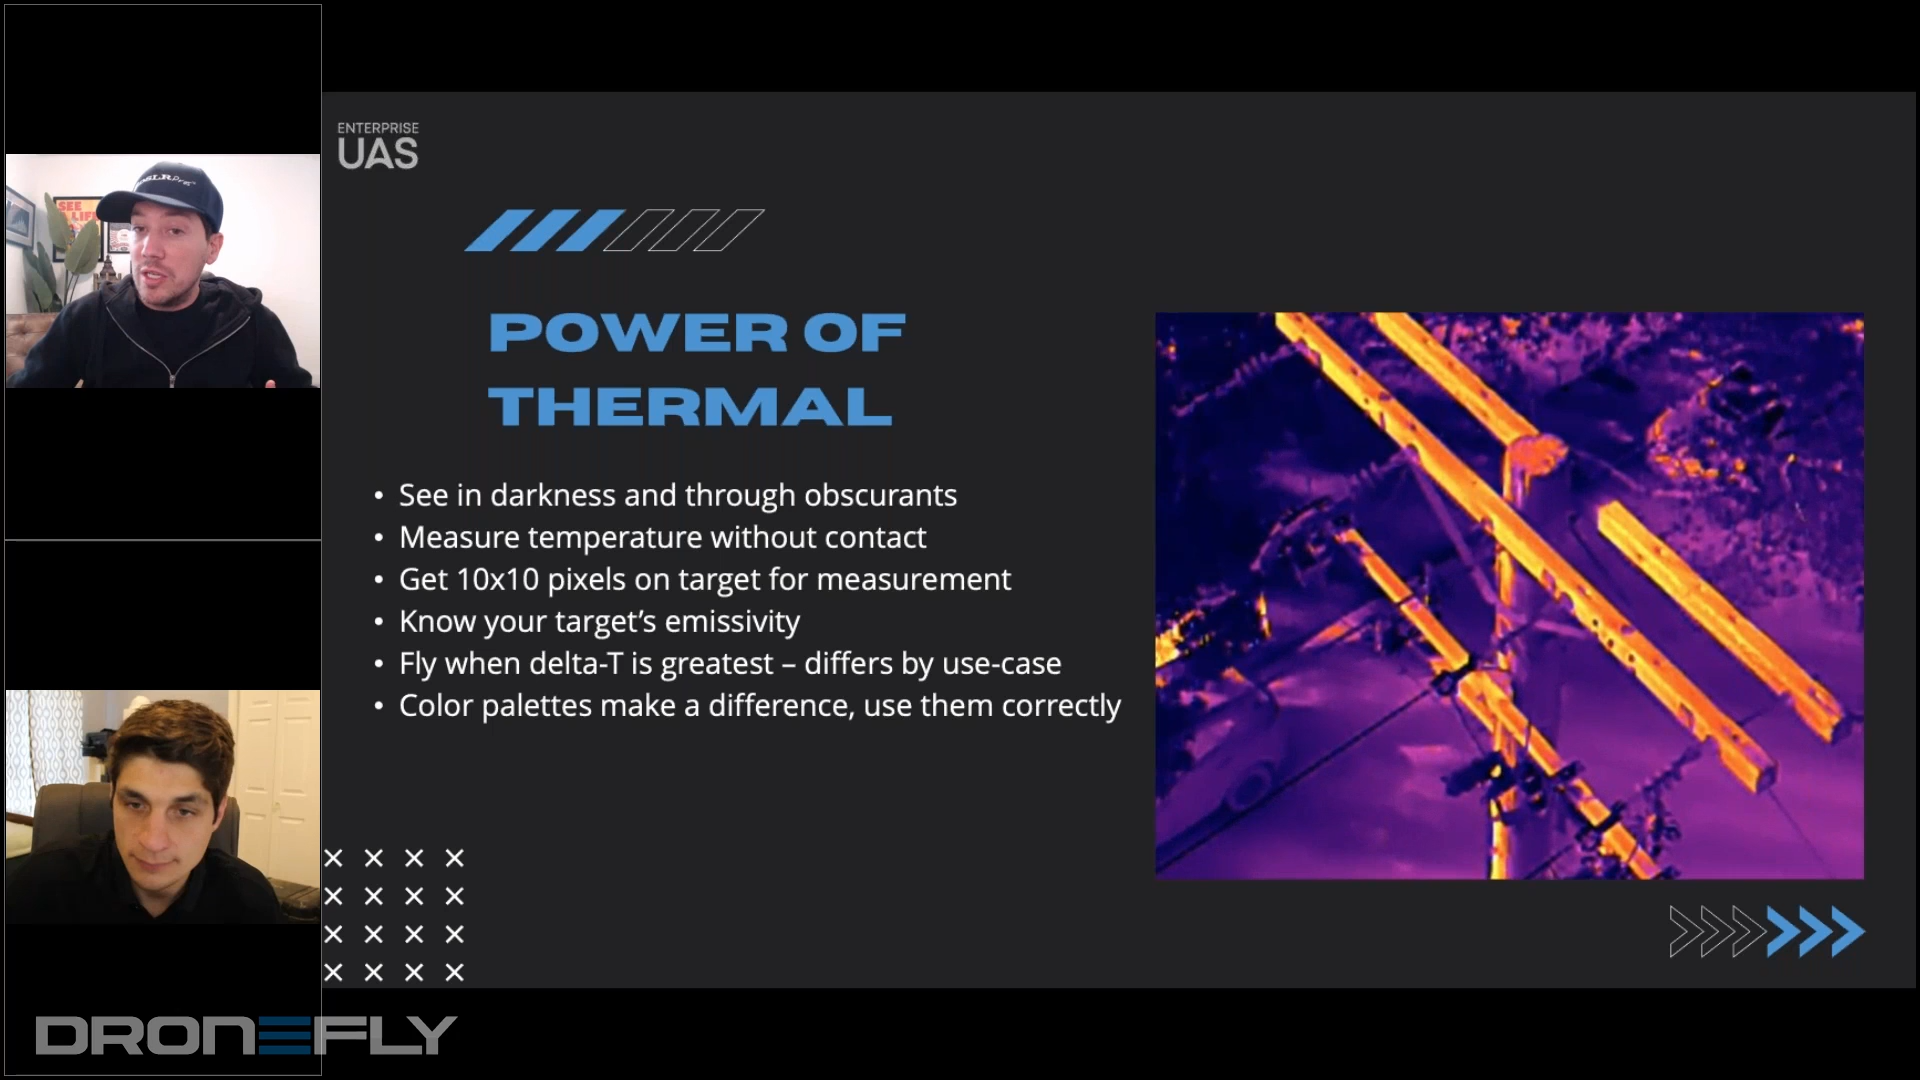 ENTERPRISE
UAS
POWER OF
THERMAL
• See in darkness and through obscurants
• Measure temperature without contact
• Get 10x10 pixels on target for measurement
• Know your target’s emissivity
• Fly when delta-T is greatest – differs by use-case
• Color palettes make a difference, use them correctly
SEE
LIFE
DRONEFLY